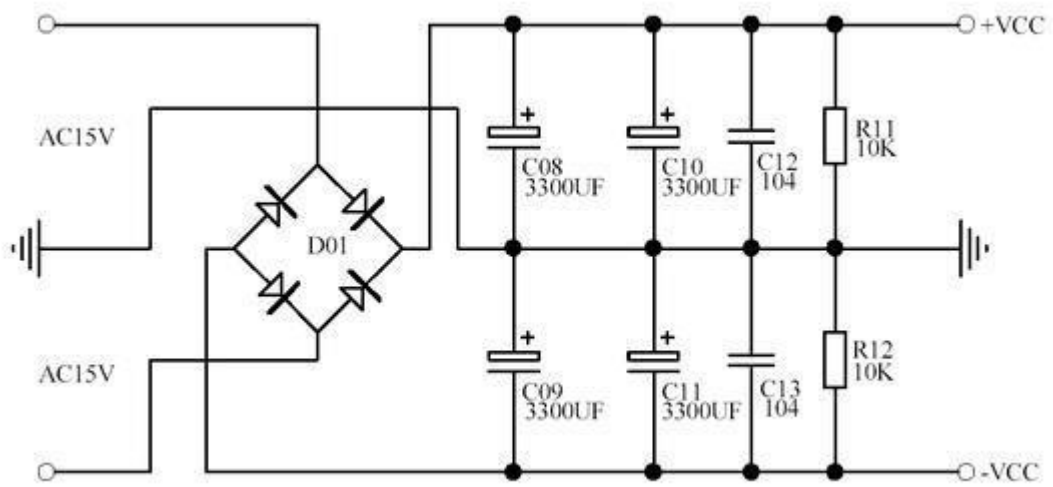 +VCC
AC15V
C08
3300UF
C10
3300UF
C12
104
R11
10K
D01
AC15V
C09
3300UF
C11
3300UF
C13
104
R12
10K
-VCC